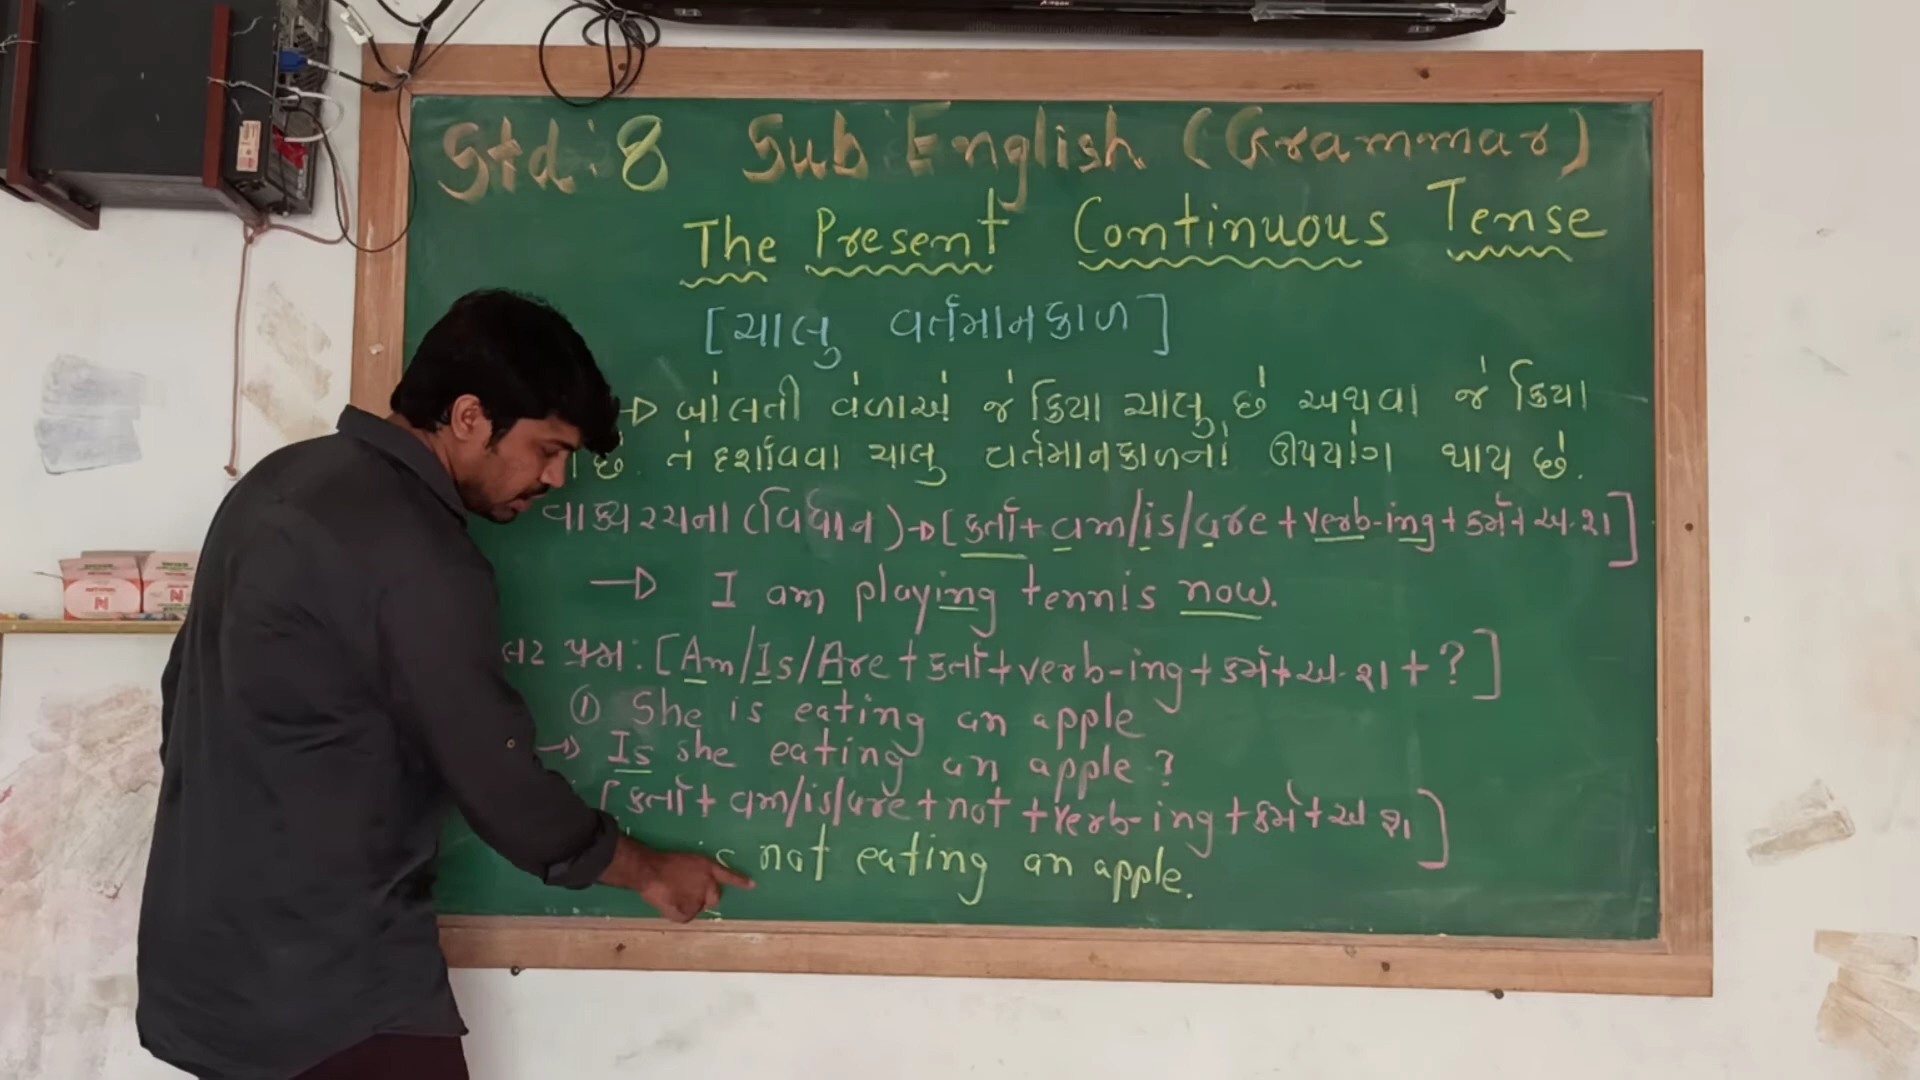 Std : 8 Sub : English (Grammar)
The Present Continuous Tense
[ચાલુ વર્તમાનકાળ]
→ બોલતી વેળાએ જે ક્રિયા ચાલુ છે અથવા જે ક્રિયા
છે. તે દર્શાવવા ચાલુ વર્તમાનકાળનો ઊપયોગ થાય છે.
વાક્યરચના (વિધાન) → [કર્તા + am/is/are + verb-ing + કર્મ + અ.શ]
→ I am playing tennis now.
પ્રશ્ન : [Am/Is/Are + કર્તા + verb-ing + કર્મ + અ.શ + ?]
① She is eating an apple
→ Is she eating an apple ?
[કર્તા + am/is/are + not + verb-ing + કર્મ + અ શ]
not eating an apple.